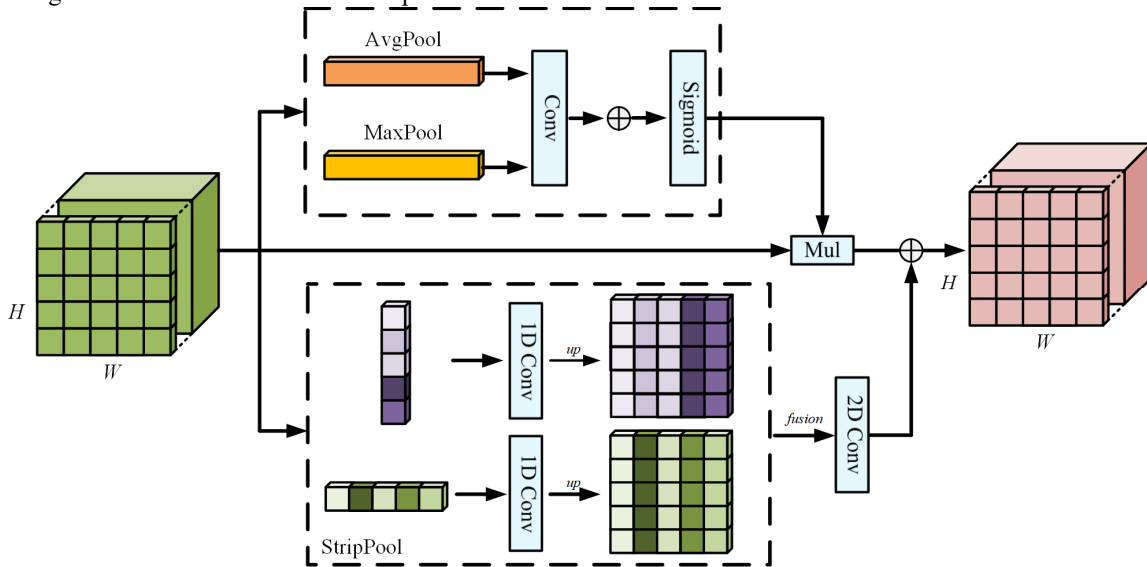 AvgPool
MaxPool
Conv
Sigmoid
H
W
Mul
H
W
1D Conv
up
1D Conv
up
fusion
2D Conv
StripPool